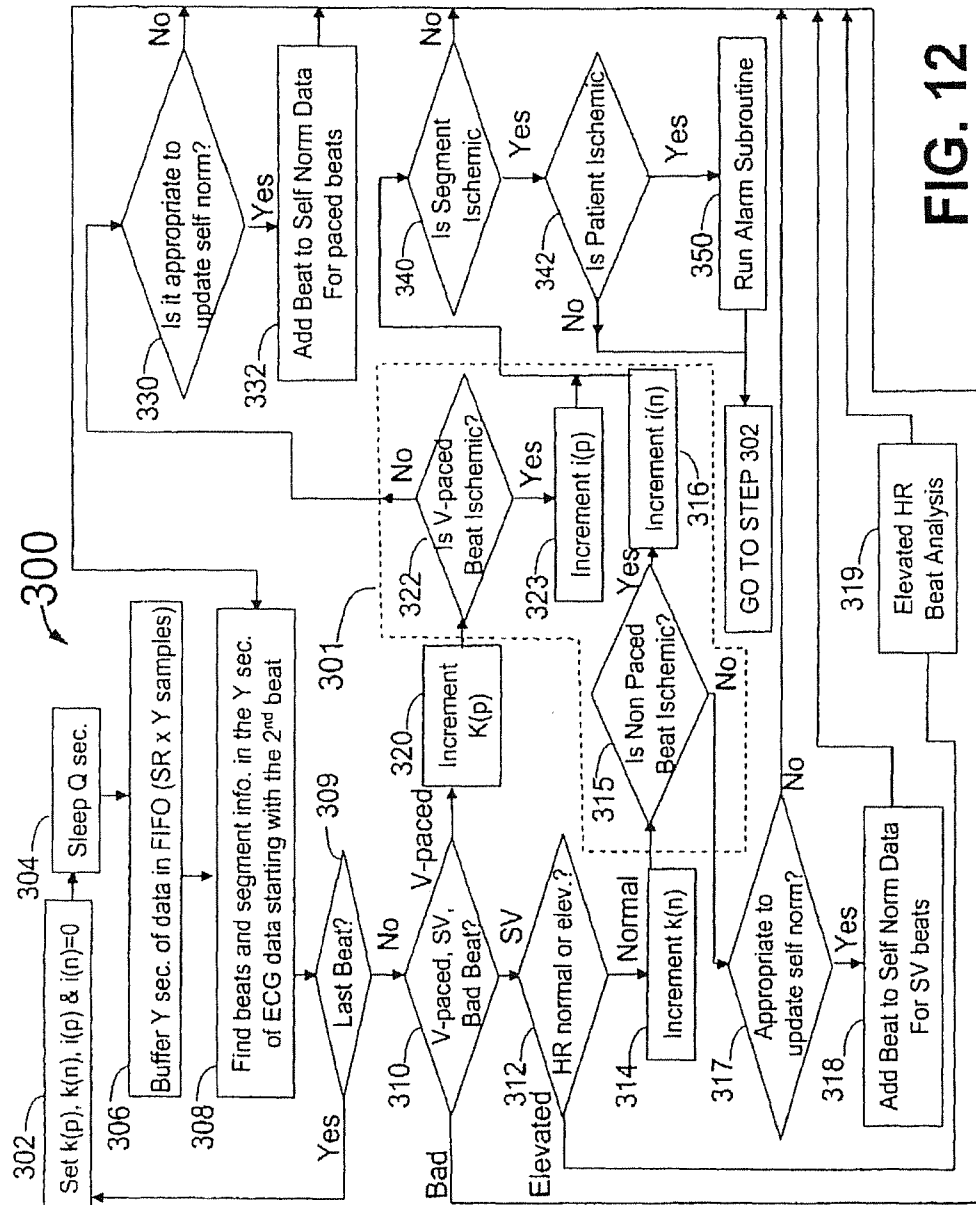 300
302
Set k(p), k(n), i(p) & i(n)=0
304
Sleep Q sec.
306
Buffer Y sec. of data in FIFO (SR x Y samples)
308
Find beats and segment info. in the Y sec.
of ECG data starting with the 2nd beat
309
Last Beat?
Yes
No
310
V-paced, SV,
Bad Beat?
Bad
V-paced
SV
312
HR normal or elev.?
Elevated
Normal
314
Increment k(n)
320
Increment
K(p)
301
322
Is V-paced
Beat Ischemic?
No
Yes
323
Increment i(p)
315
Is Non Paced
Beat Ischemic?
Yes
No
316
Increment i(n)
317
Appropriate to
update self norm?
No
Yes
318
Add Beat to Self Norm Data
For SV beats
319
Elevated HR
Beat Analysis
330
Is it appropriate to
update self norm?
No
Yes
332
Add Beat to Self Norm Data
For paced beats
340
Is Segment
Ischemic
No
Yes
342
Is Patient Ischemic
No
Yes
350
Run Alarm Subroutine
GO TO STEP 302
FIG. 12